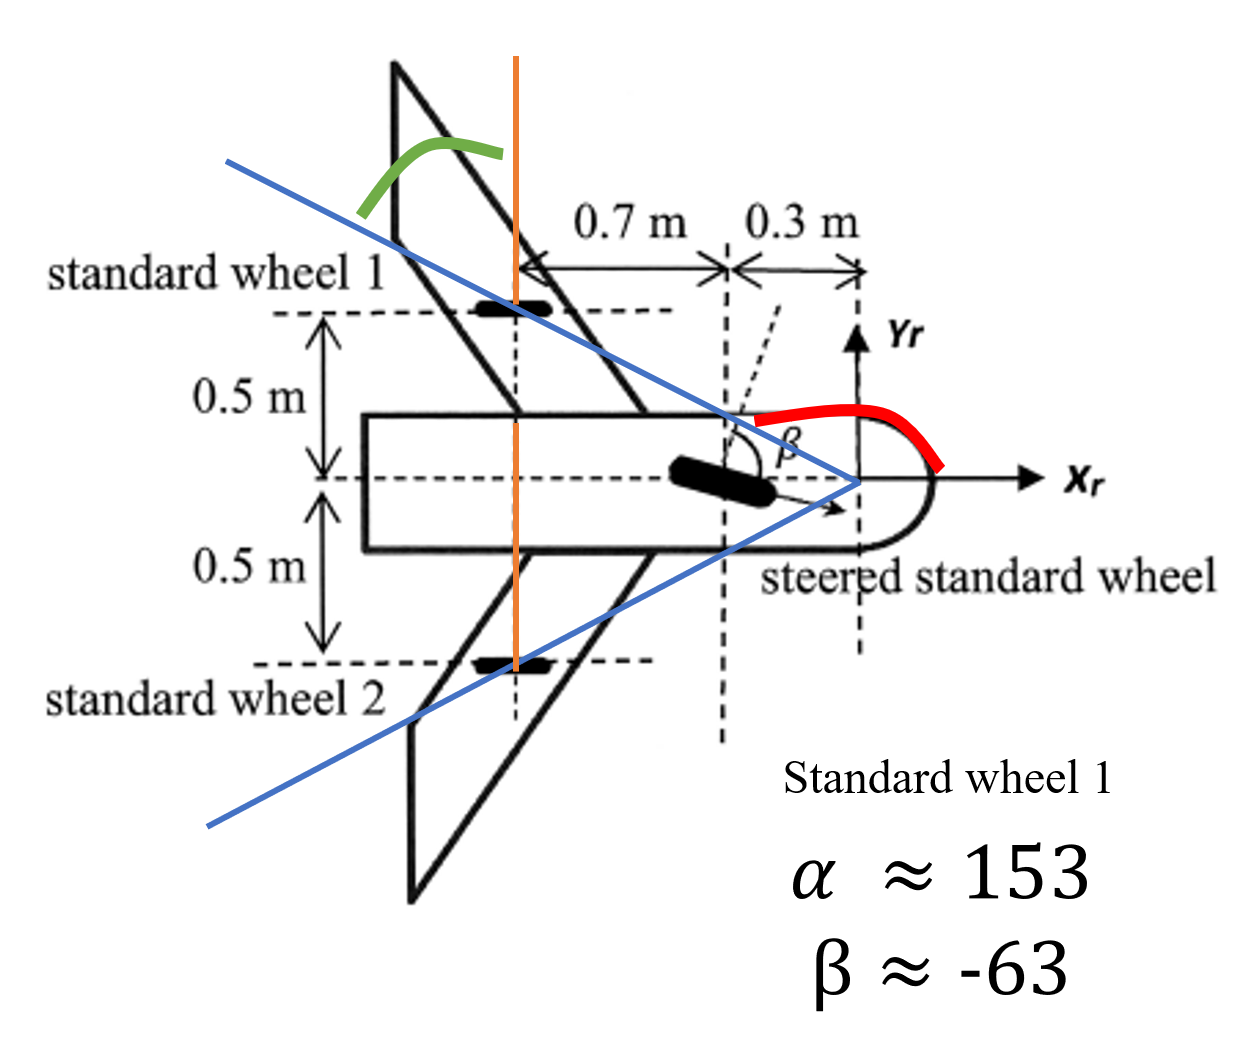 0.7 m
0.3 m
standard wheel 1
Yr
0.5 m
β
Xr
0.5 m
steered standard wheel
standard wheel 2
Standard wheel 1
α ≈ 153
β ≈ -63